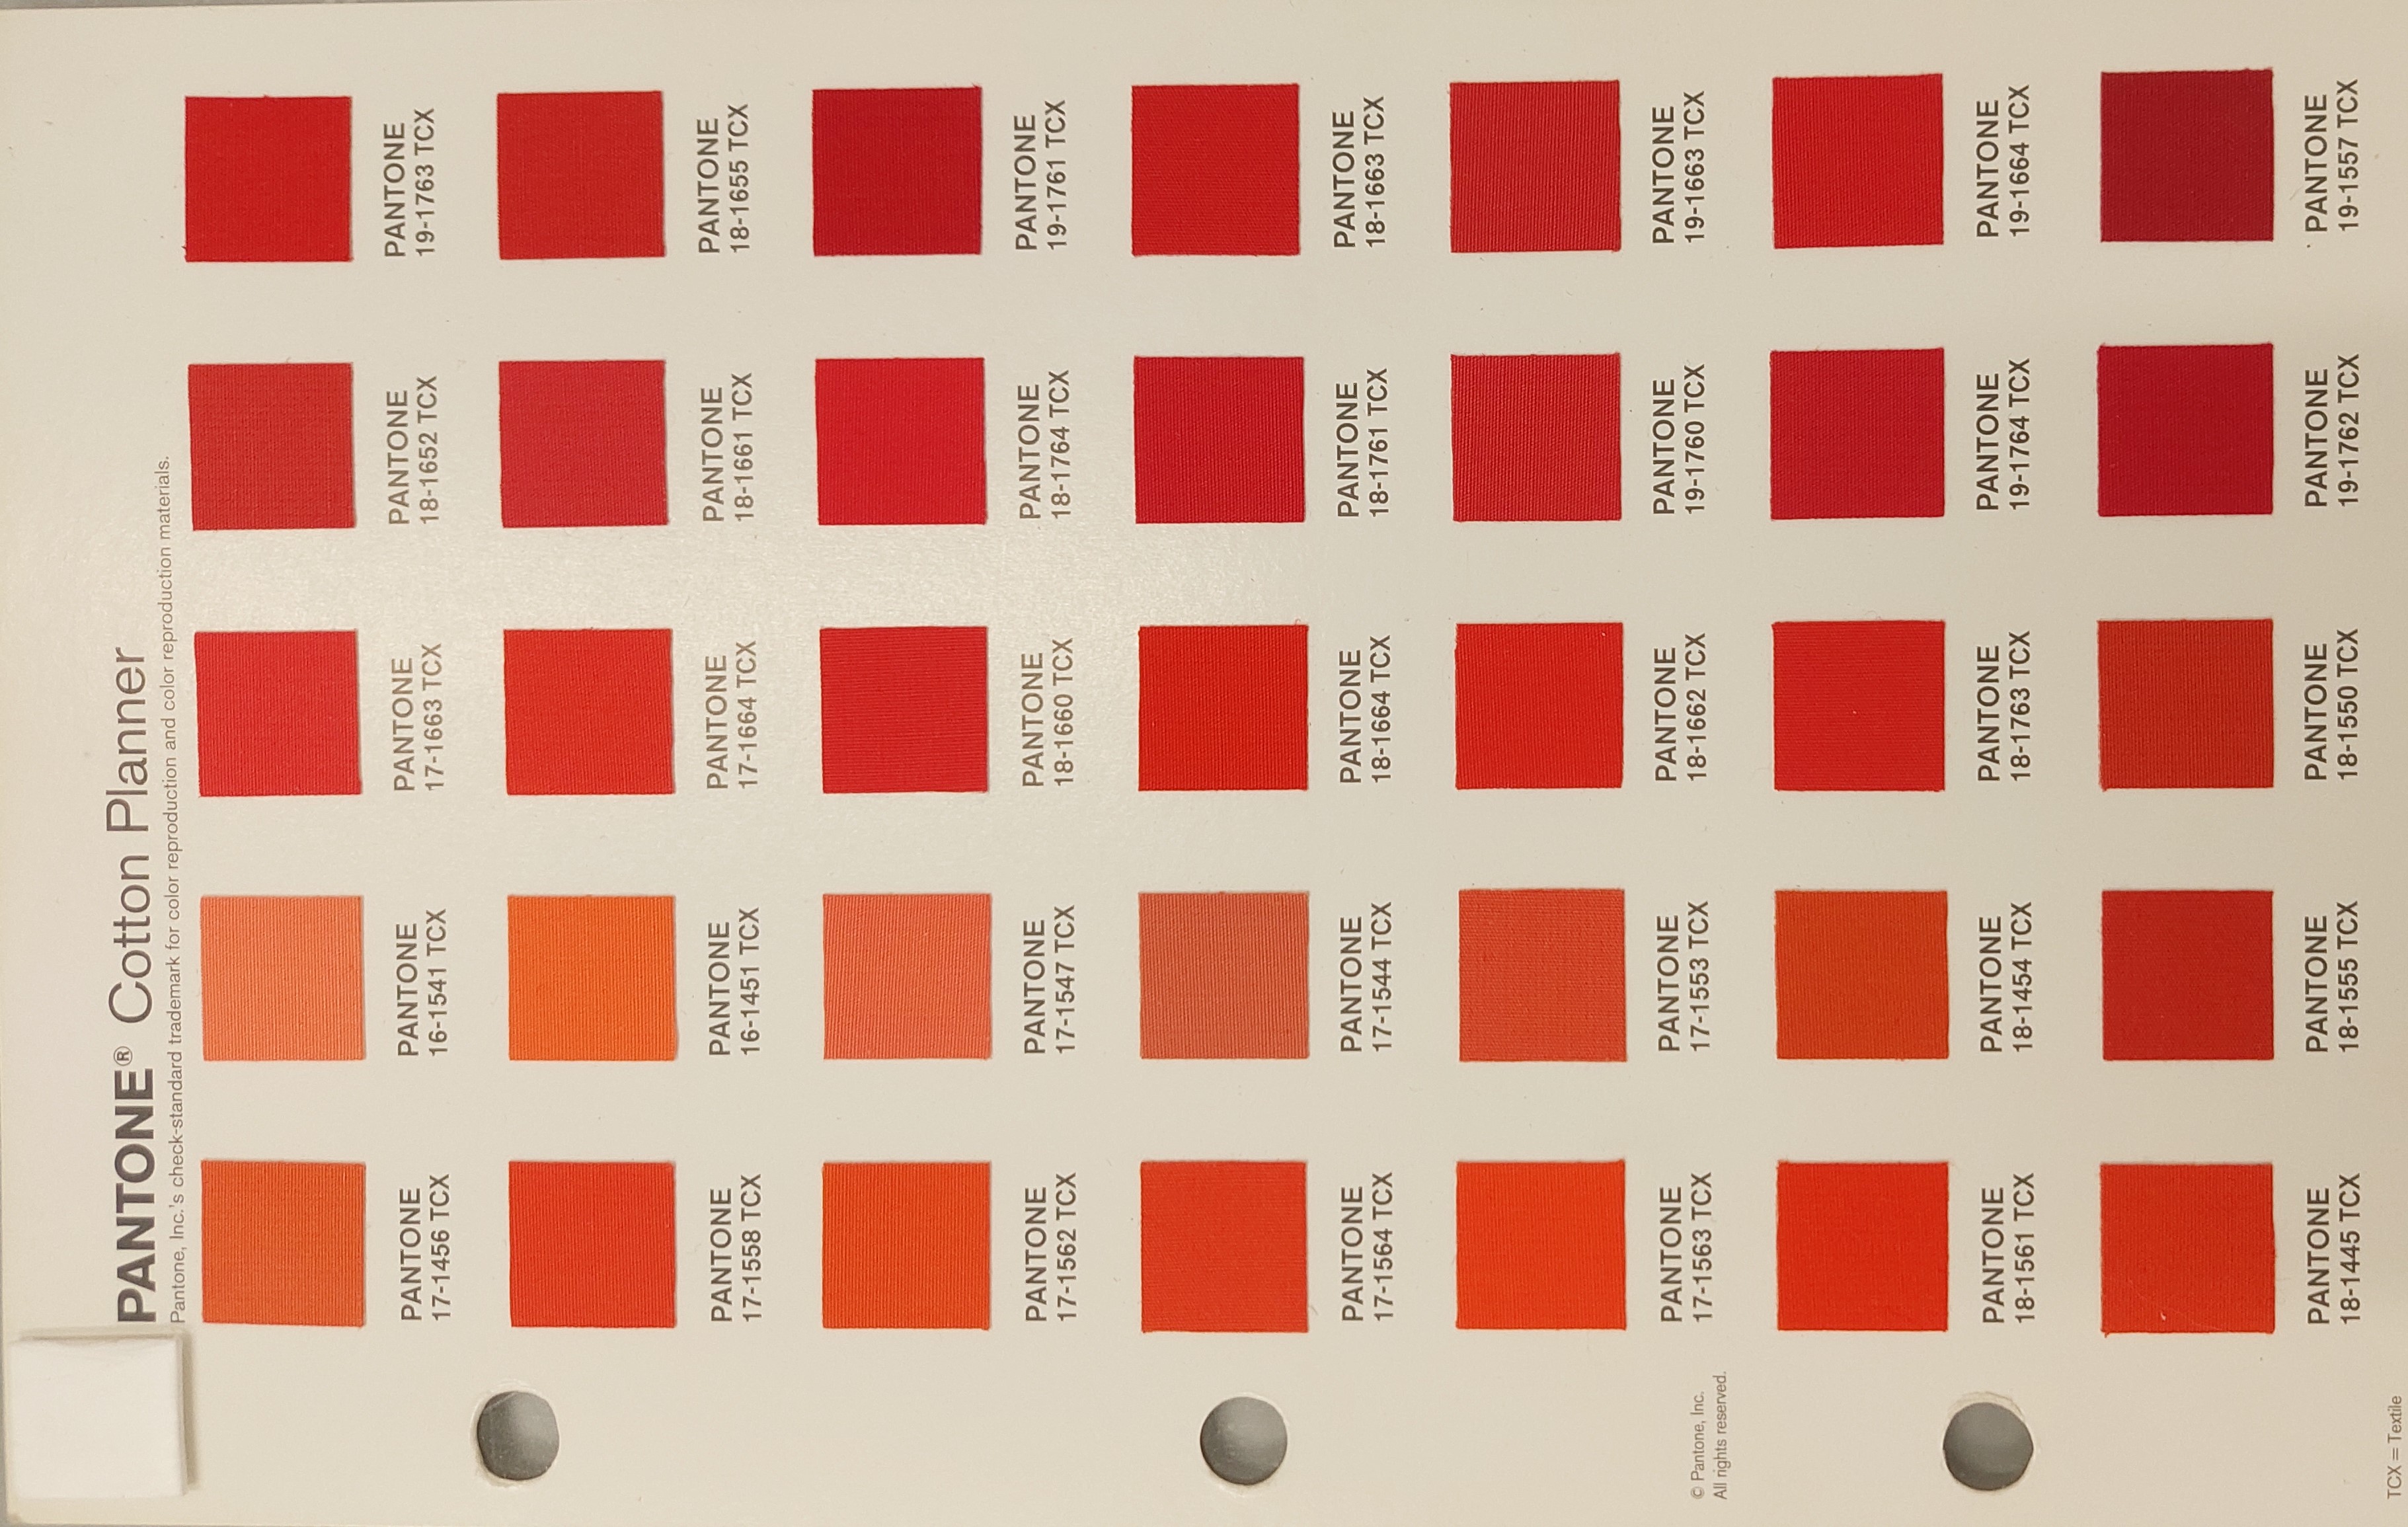 PANTONE® Cotton Planner
Pantone, Inc.'s check-standard trademark for color reproduction and color reproduction materials.
PANTONE
17-1456 TCX
PANTONE
16-1541 TCX
PANTONE
17-1663 TCX
PANTONE
18-1652 TCX
PANTONE
19-1763 TCX
PANTONE
17-1558 TCX
PANTONE
16-1451 TCX
PANTONE
17-1664 TCX
PANTONE
18-1661 TCX
PANTONE
18-1655 TCX
PANTONE
17-1562 TCX
PANTONE
17-1547 TCX
PANTONE
18-1660 TCX
PANTONE
18-1764 TCX
PANTONE
19-1761 TCX
PANTONE
17-1564 TCX
PANTONE
17-1544 TCX
PANTONE
18-1664 TCX
PANTONE
18-1761 TCX
PANTONE
18-1663 TCX
PANTONE
17-1563 TCX
PANTONE
17-1553 TCX
PANTONE
18-1662 TCX
PANTONE
19-1760 TCX
PANTONE
19-1663 TCX
© Pantone, Inc.
All rights reserved.
PANTONE
18-1561 TCX
PANTONE
18-1454 TCX
PANTONE
18-1763 TCX
PANTONE
19-1764 TCX
PANTONE
19-1664 TCX
PANTONE
18-1445 TCX
PANTONE
18-1555 TCX
PANTONE
18-1550 TCX
PANTONE
19-1762 TCX
PANTONE
19-1557 TCX
TCX = Textile